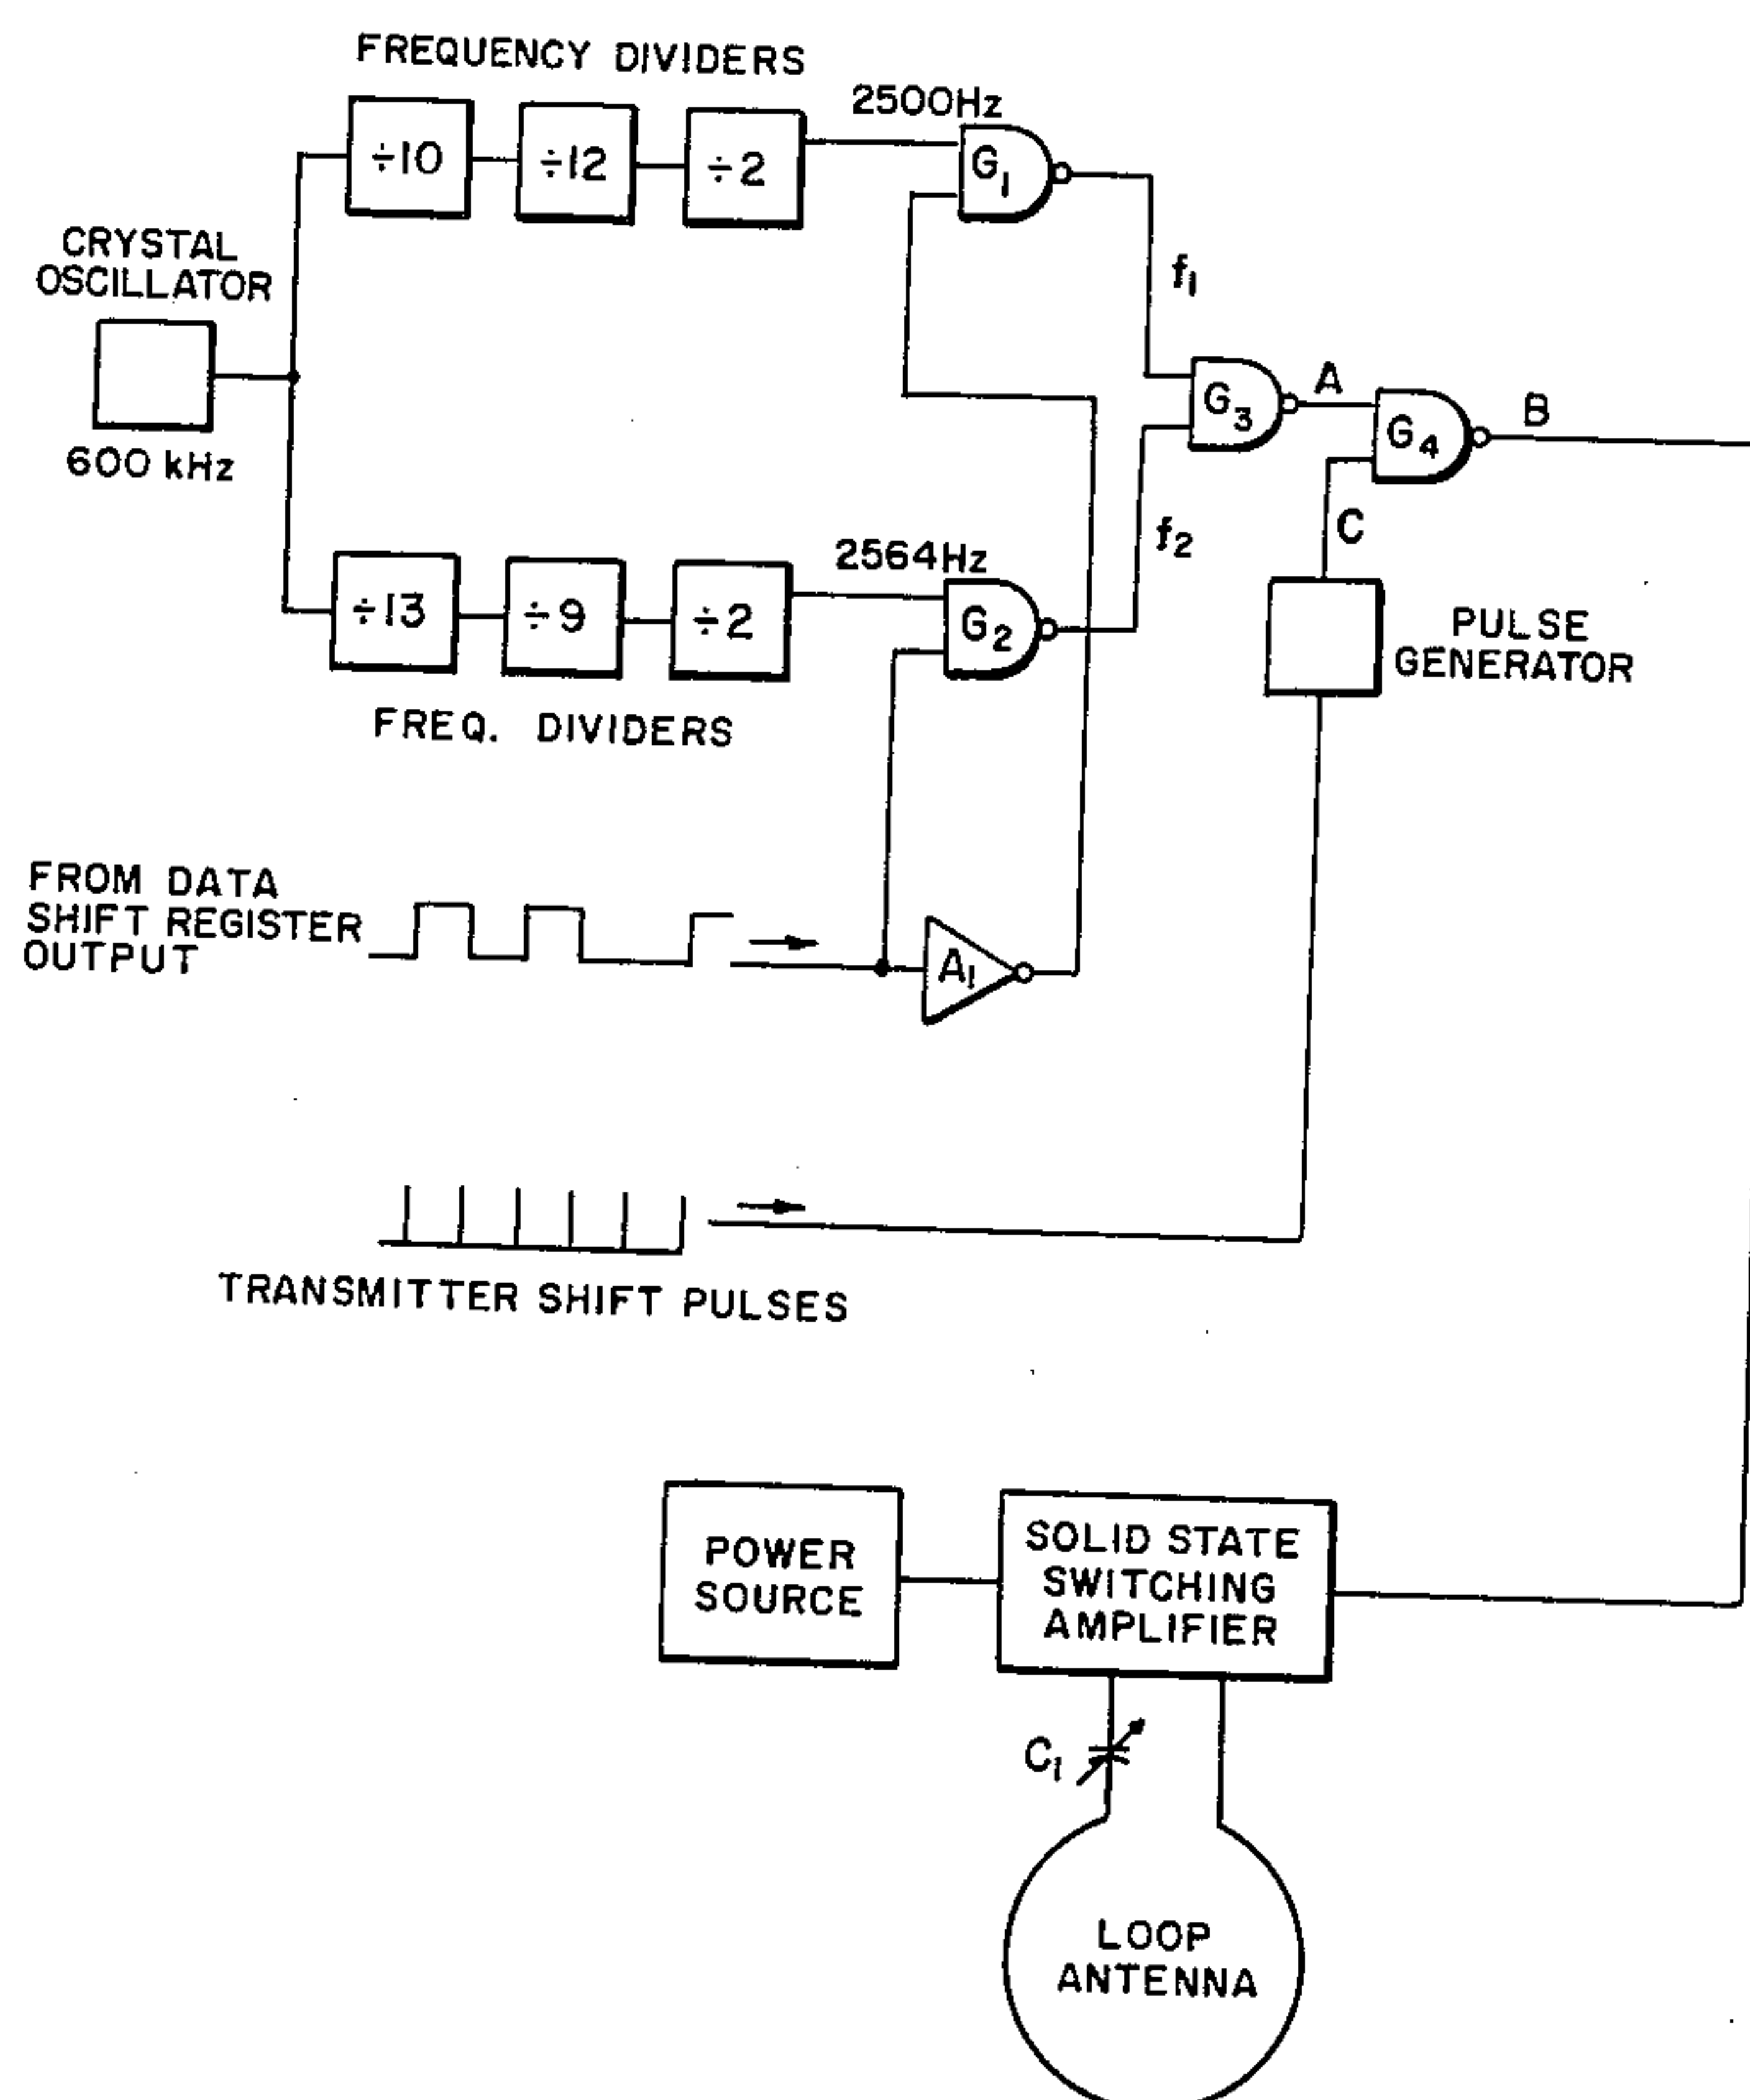 FREQUENCY DIVIDERS
2500Hz
÷10
÷12
÷2
G1
CRYSTAL
OSCILLATOR
600 kHz
f1
G3
A
G4
B
C
f2
2564Hz
÷13
÷9
÷2
G2
PULSE
GENERATOR
FREQ. DIVIDERS
FROM DATA
SHIFT REGISTER
OUTPUT
A1
TRANSMITTER SHIFT PULSES
POWER
SOURCE
SOLID STATE
SWITCHING
AMPLIFIER
C1
LOOP
ANTENNA